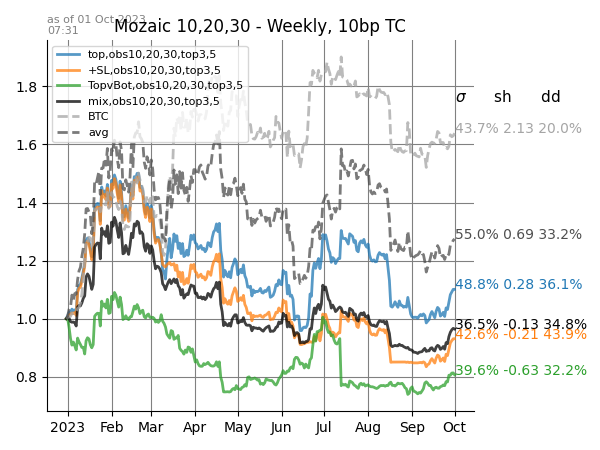 as of 01 Oct 2023
07:31
Mozaic 10,20,30 - Weekly, 10bp TC
top,obs10,20,30,top3,5
+SL,obs10,20,30,top3,5
TopvBot,obs10,20,30,top3,5
mix,obs10,20,30,top3,5
BTC
avg
σ sh dd
43.7% 2.13 20.0%
55.0% 0.69 33.2%
48.8% 0.28 36.1%
36.5% -0.13 34.8%
42.6% -0.21 43.9%
39.6% -0.63 32.2%
1.8
1.6
1.4
1.2
1.0
0.8
2023 Feb Mar Apr May Jun Jul Aug Sep Oct